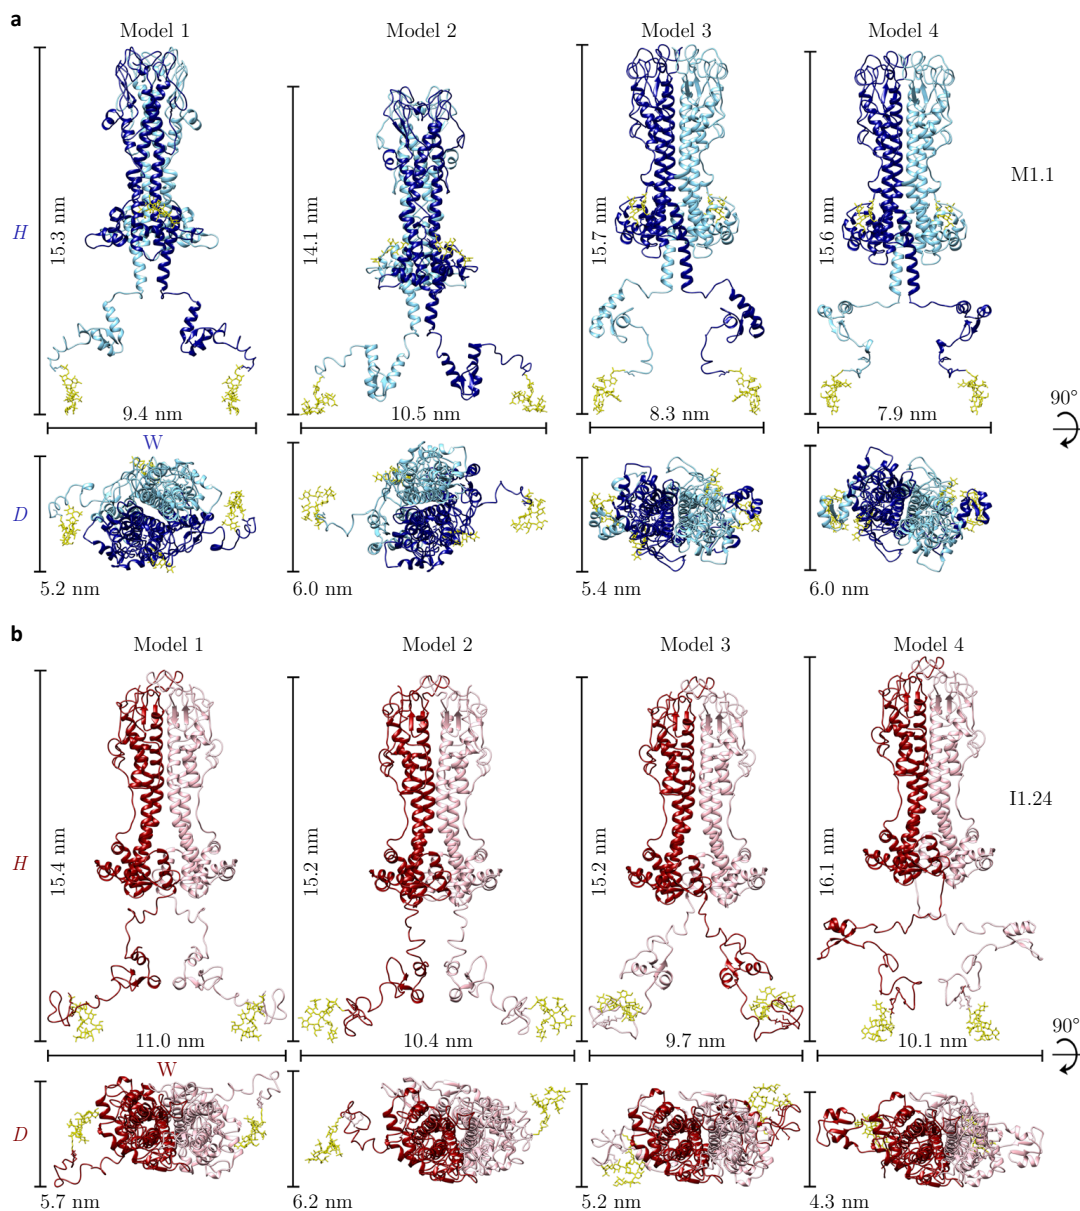 a
Model 1 Model 2 Model 3 Model 4
M1.1
H 15.3 nm 14.1 nm 15.7 nm 15.6 nm
9.4 nm 10.5 nm 8.3 nm 7.9 nm 90°
W
D
5.2 nm 6.0 nm 5.4 nm 6.0 nm
b
Model 1 Model 2 Model 3 Model 4
I1.24
H 15.4 nm 15.2 nm 15.2 nm 16.1 nm
11.0 nm 10.4 nm 9.7 nm 10.1 nm 90°
W
D
5.7 nm 6.2 nm 5.2 nm 4.3 nm